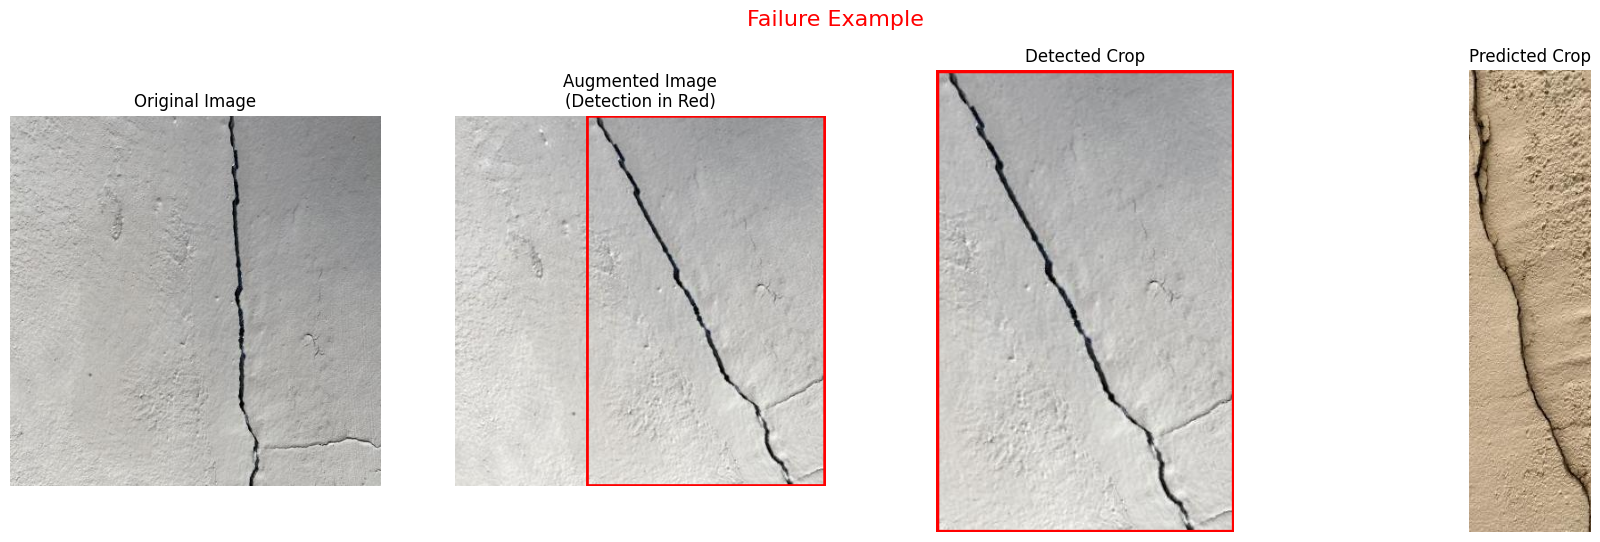 Failure Example
Original Image
Augmented Image
(Detection in Red)
Detected Crop
Predicted Crop